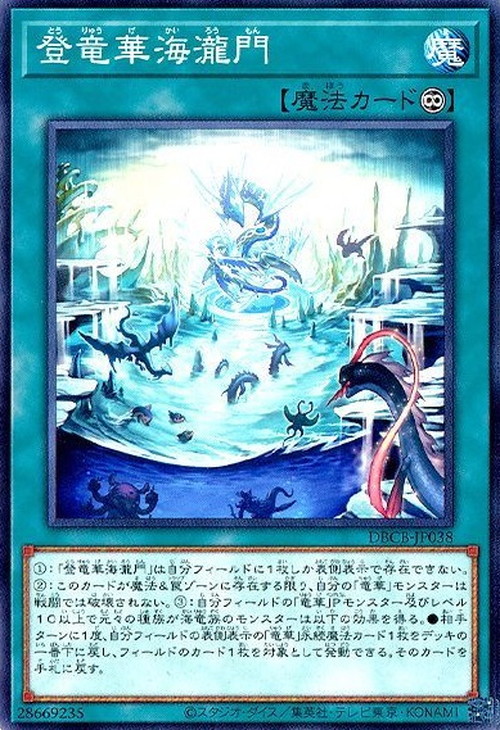 登竜華海瀧門
魔
【魔法カード】
DBCB-JP038
①:「登竜華海瀧門」は自分フィールドに1枚しか表側表示で存在できない。
②:このカードが魔法&罠ゾーンに存在する限り、自分の「竜華」モンスターは
戦闘では破壊されない。③:自分フィールドの「竜華」Pモンスター及びレベル
10以上で元々の種族が海竜族のモンスターは以下の効果を得る。●相手
ターンに1度、自分フィールドの表側表示の「竜華」永続魔法カード1枚をデッキの
一番下に戻し、フィールドのカード1枚を対象として発動できる。そのカードを
手札に戻す。
28669235
©スタジオ・ダイス/集英社・テレビ東京・KONAMI